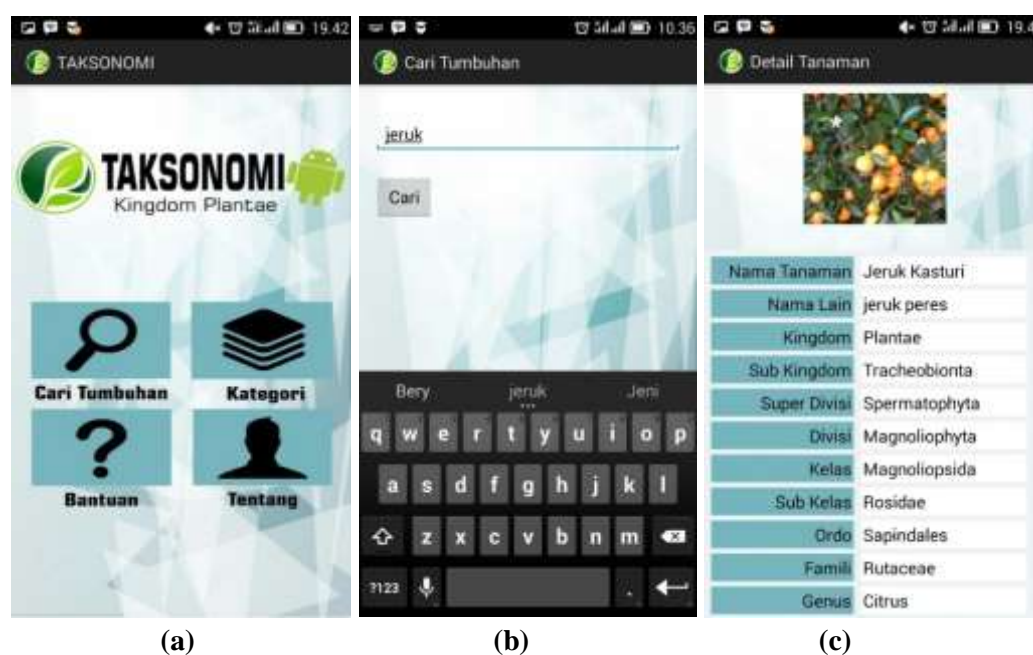 19.42
TAKSONOMI
TAKSONOMI
Kingdom Plantae
Cari Tumbuhan
Kategori
Bantuan
Tentang
(a)
10.36
Cari Tumbuhan
jeruk
Cari
Bery jeruk Jeni
q w e r t y u i o p
a s d f g h j k l
z x c v b n m
?123 .
(b)
19.4
Detail Tanaman
Nama Tanaman Jeruk Kasturi
Nama Lain jeruk peres
Kingdom Plantae
Sub Kingdom Tracheobionta
Super Divisi Spermatophyta
Divisi Magnoliophyta
Kelas Magnoliopsida
Sub Kelas Rosidae
Ordo Sapindales
Famili Rutaceae
Genus Citrus
(c)